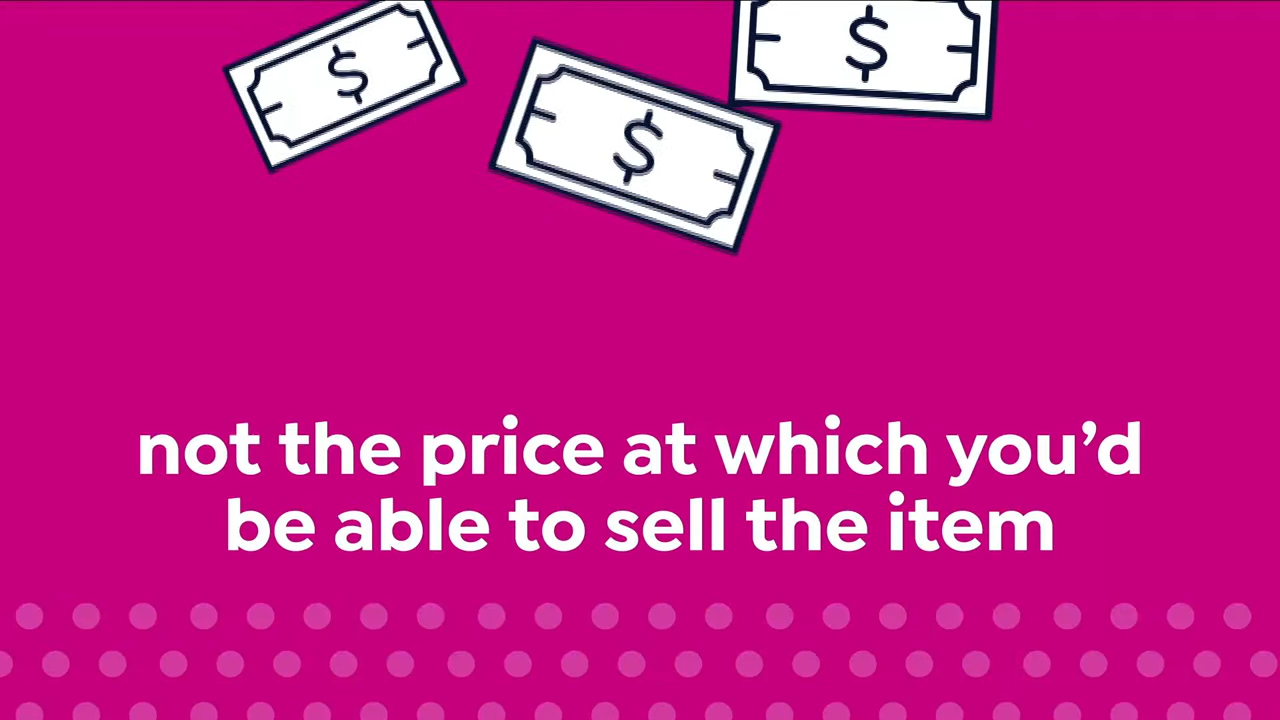 $
$
$
not the price at which you’d
be able to sell the item